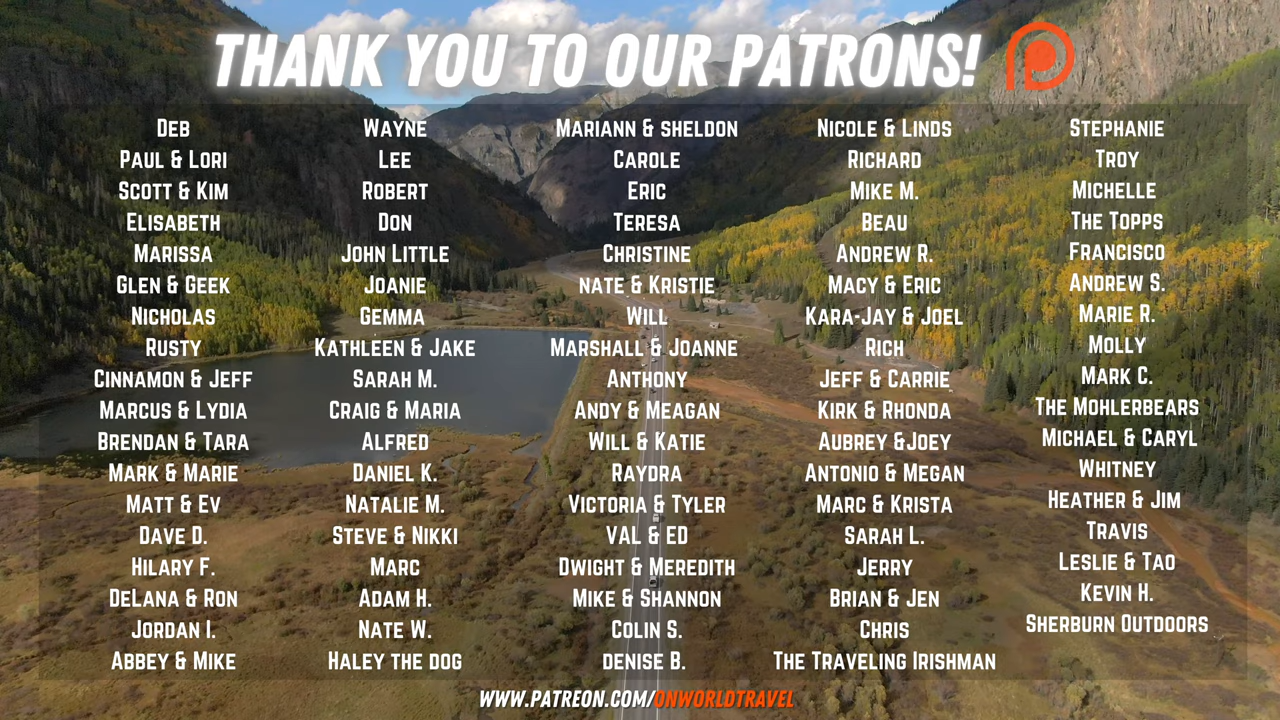 THANK YOU TO OUR PATRONS!
DEB
PAUL & LORI
SCOTT & KIM
ELISABETH
MARISSA
GLEN & GEEK
NICHOLAS
RUSTY
CINNAMON & JEFF
MARCUS & LYDIA
BRENDAN & TARA
MARK & MARIE
MATT & EV
DAVE D.
HILARY F.
DELANA & RON
JORDAN I.
ABBEY & MIKE
WAYNE
LEE
ROBERT
DON
JOHN LITTLE
JOANIE
GEMMA
KATHLEEN & JAKE
SARAH M.
CRAIG & MARIA
ALFRED
DANIEL K.
NATALIE M.
STEVE & NIKKI
MARC
ADAM H.
NATE W.
HALEY THE DOG
MARIANN & SHELDON
CAROLE
ERIC
TERESA
CHRISTINE
NATE & KRISTIE
WILL
MARSHALL & JOANNE
ANTHONY
ANDY & MEAGAN
WILL & KATIE
RAYDRA
VICTORIA & TYLER
VAL & ED
DWIGHT & MEREDITH
MIKE & SHANNON
COLIN S.
DENISE B.
NICOLE & LINDS
RICHARD
MIKE M.
BEAU
ANDREW R.
MACY & ERIC
KARA-JAY & JOEL
RICH
JEFF & CARRIE
KIRK & RHONDA
AUBREY &JOEY
ANTONIO & MEGAN
MARC & KRISTA
SARAH L.
JERRY
BRIAN & JEN
CHRIS
THE TRAVELING IRISHMAN
STEPHANIE
TROY
MICHELLE
THE TOPPS
FRANCISCO
ANDREW S.
MARIE R.
MOLLY
MARK C.
THE MOHLERBEARS
MICHAEL & CARYL
WHITNEY
HEATHER & JIM
TRAVIS
LESLIE & TAO
KEVIN H.
SHERBURN OUTDOORS
WWW.PATREON.COM/ONWORLDTRAVEL